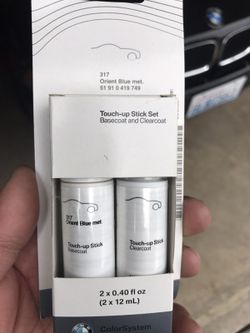 317
Orient Blue met.
51 91 0 419 749
Touch-up Stick Set
Basecoat and Clearcoat
317
Orient Blue met.
Touch-up Stick
Basecoat
Touch-up Stick
Clearcoat
2 x 0.40 fl oz
(2 x 12 mL)
ColorSystem